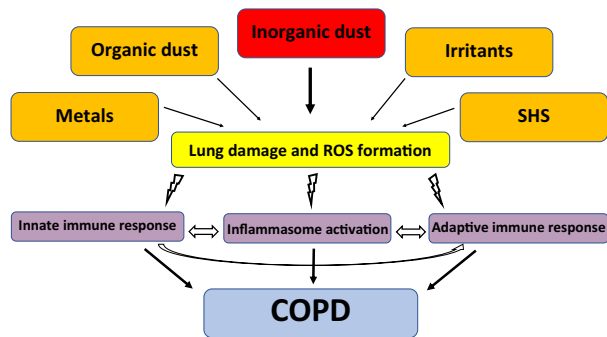 Inorganic dust
Organic dust
Irritants
Metals
SHS
Lung damage and ROS formation
Innate immune response
Inflammasome activation
Adaptive immune response
COPD